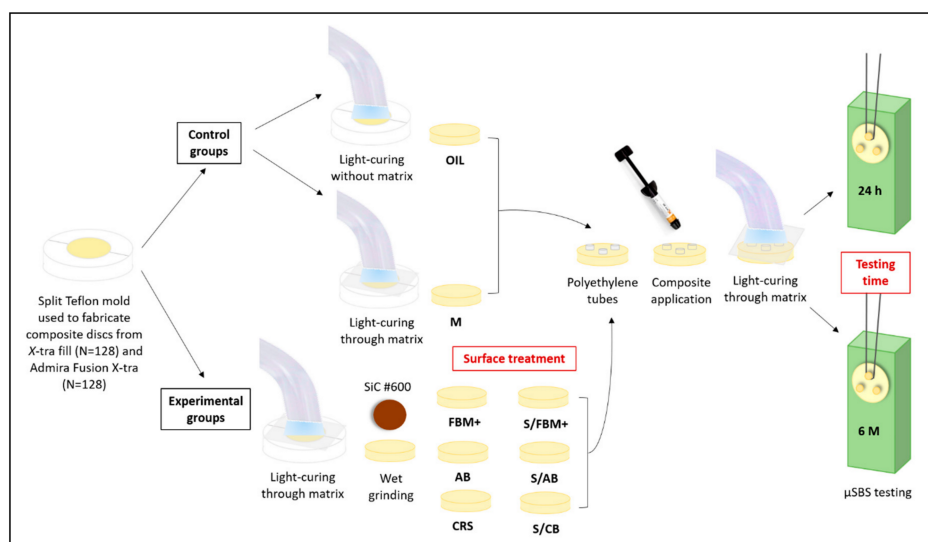 Control
groups
Light-curing
without matrix
OIL
Light-curing
through matrix
M
Split Teflon mold
used to fabricate
composite discs from
X-tra fill (N=128) and
Admira Fusion X-tra
(N=128)
Experimental
groups
Light-curing
through matrix
SiC #600
Wet
grinding
Surface treatment
FBM+
S/FBM+
AB
S/AB
CRS
S/CB
Polyethylene
tubes
Composite
application
Light-curing
through matrix
24 h
Testing
time
6 M
µSBS testing